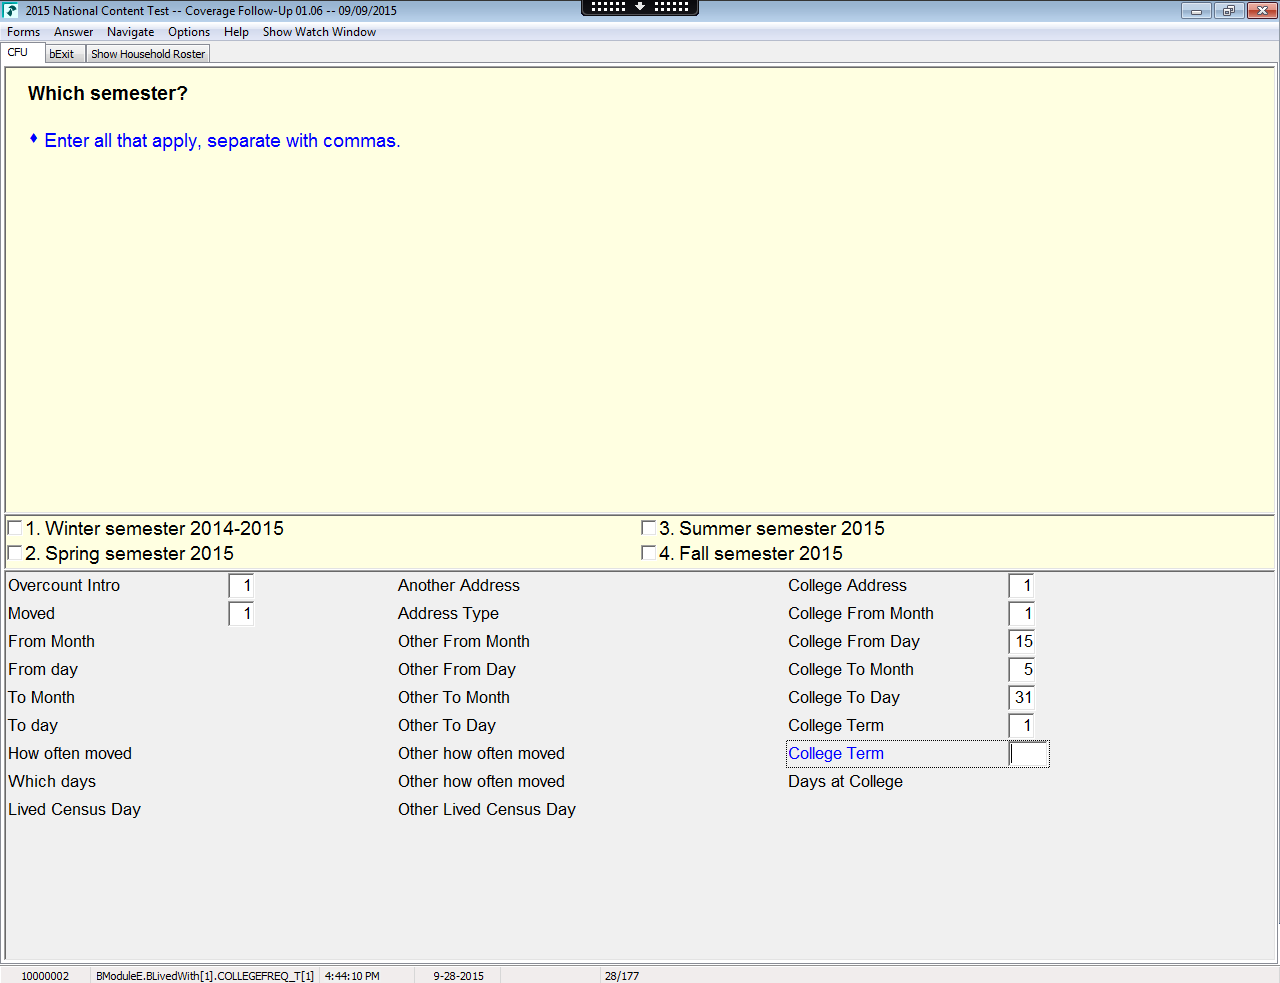 2015 National Content Test -- Coverage Follow-Up 01.06 -- 09/09/2015
Forms Answer Navigate Options Help Show Watch Window
CFU bExit Show Household Roster
Which semester?
Enter all that apply, separate with commas.
1. Winter semester 2014-2015 3. Summer semester 2015
2. Spring semester 2015 4. Fall semester 2015
Overcount Intro 1 Another Address College Address 1
Moved 1 Address Type College From Month 1
From Month Other From Month College From Day 15
From day Other From Day College To Month 5
To Month Other To Month College To Day 31
To day Other To Day College Term 1
How often moved Other how often moved College Term
Which days Other how often moved Days at College
Lived Census Day Other Lived Census Day
10000002 BModuleE.BLivedWith[1].COLLEGEFREQ_T[1] 4:44:10 PM 9-28-2015 28/177